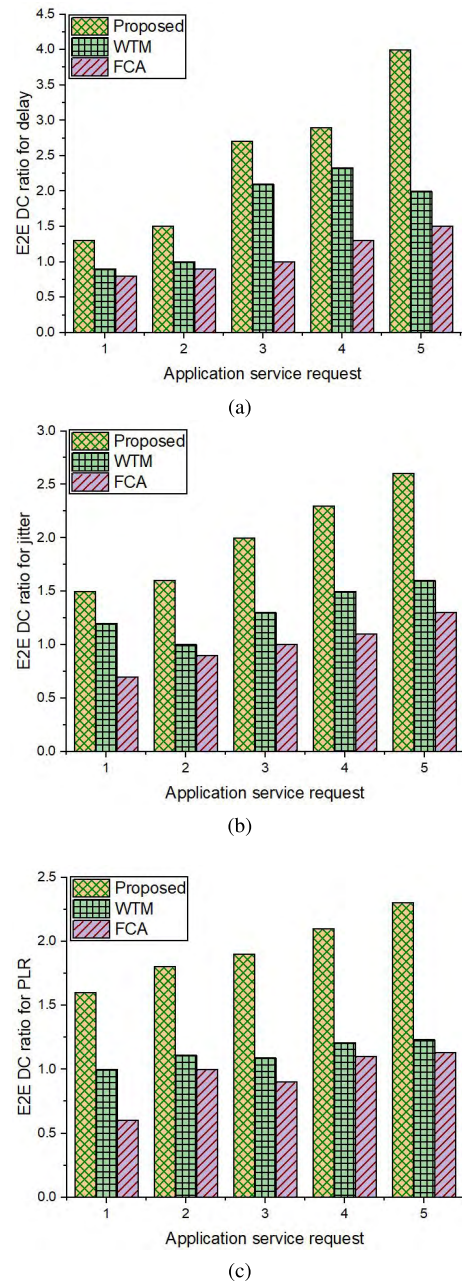 4.5
4.0
3.5
3.0
2.5
2.0
1.5
1.0
0.5
0.0
E2E DC ratio for delay
Proposed
WTM
FCA
1 2 3 4 5
Application service request
(a)
3.0
2.5
2.0
1.5
1.0
0.5
0.0
E2E DC ratio for jitter
Proposed
WTM
FCA
1 2 3 4 5
Application service request
(b)
2.5
2.0
1.5
1.0
0.5
0.0
E2E DC ratio for PLR
Proposed
WTM
FCA
1 2 3 4 5
Application service request
(c)